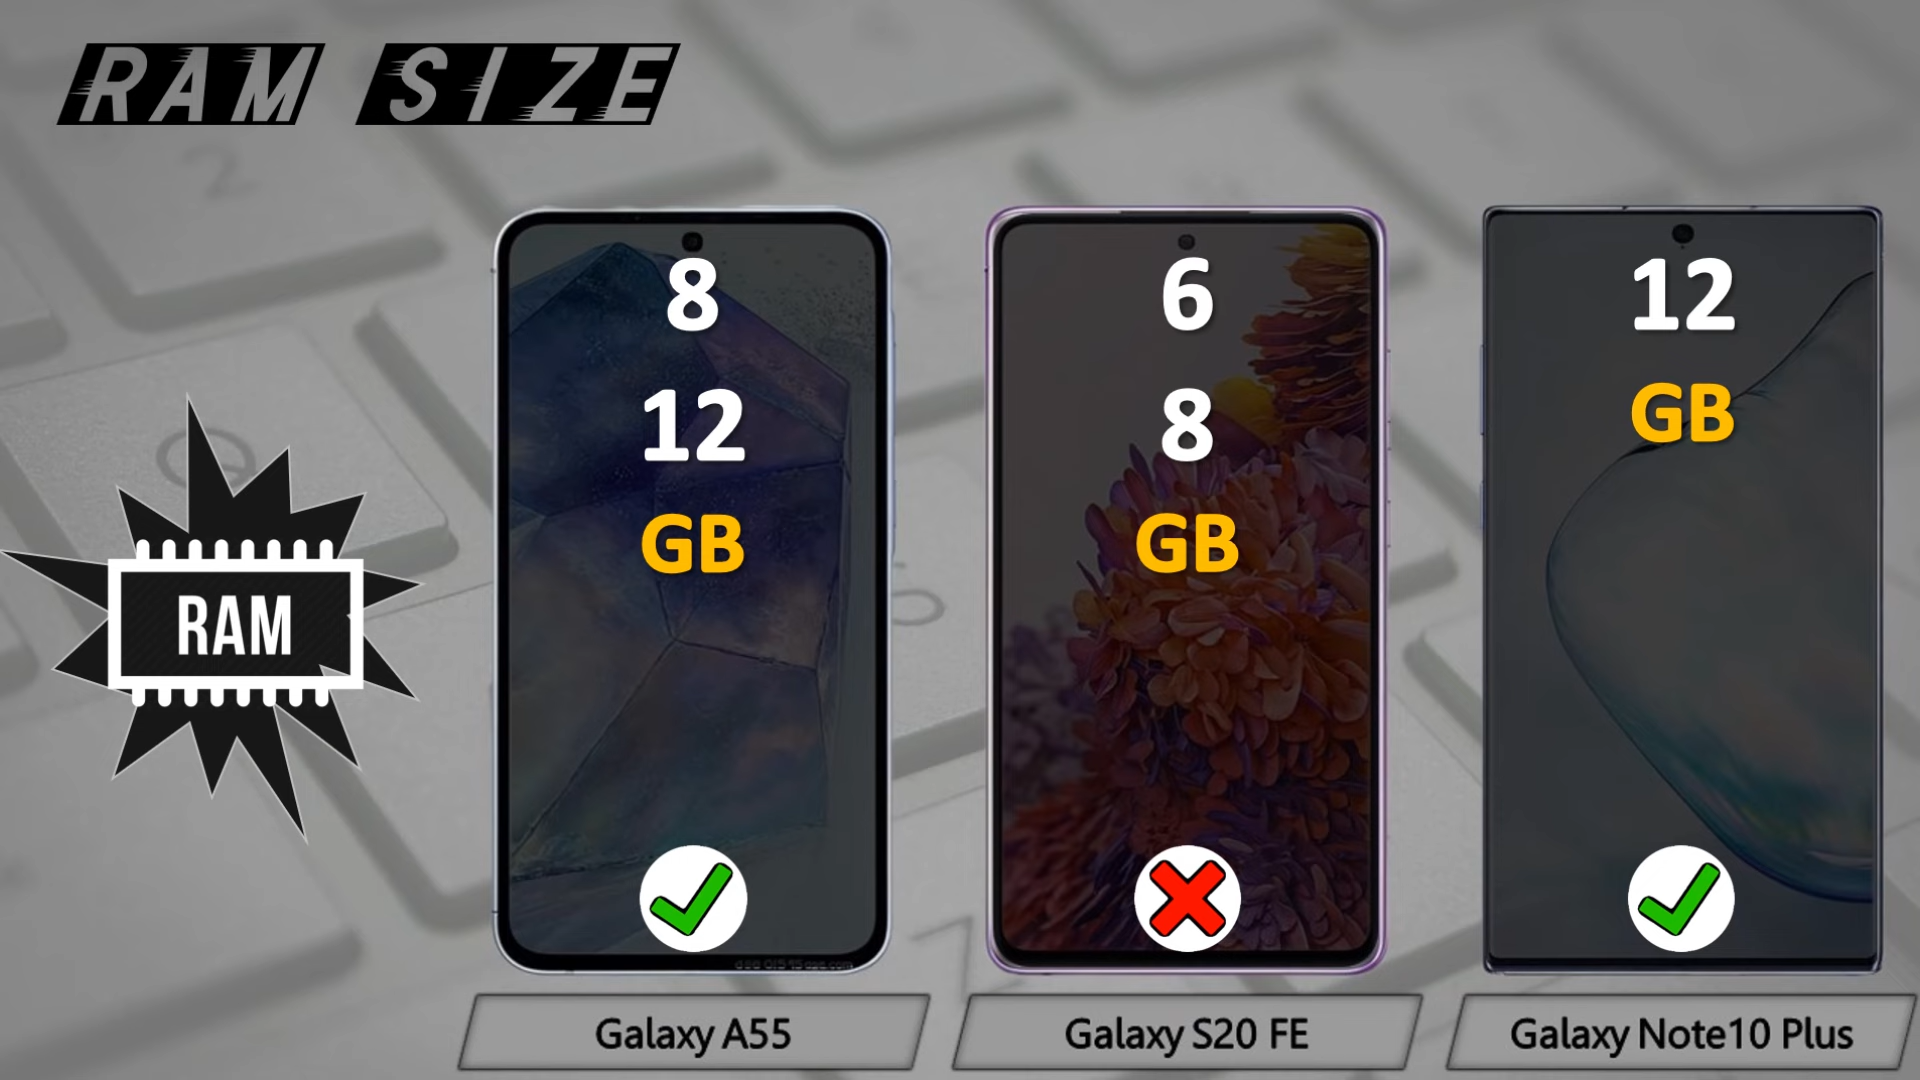 RAM SIZE
8
12
GB
6
8
GB
12
GB
RAM
Galaxy A55
Galaxy S20 FE
Galaxy Note10 Plus